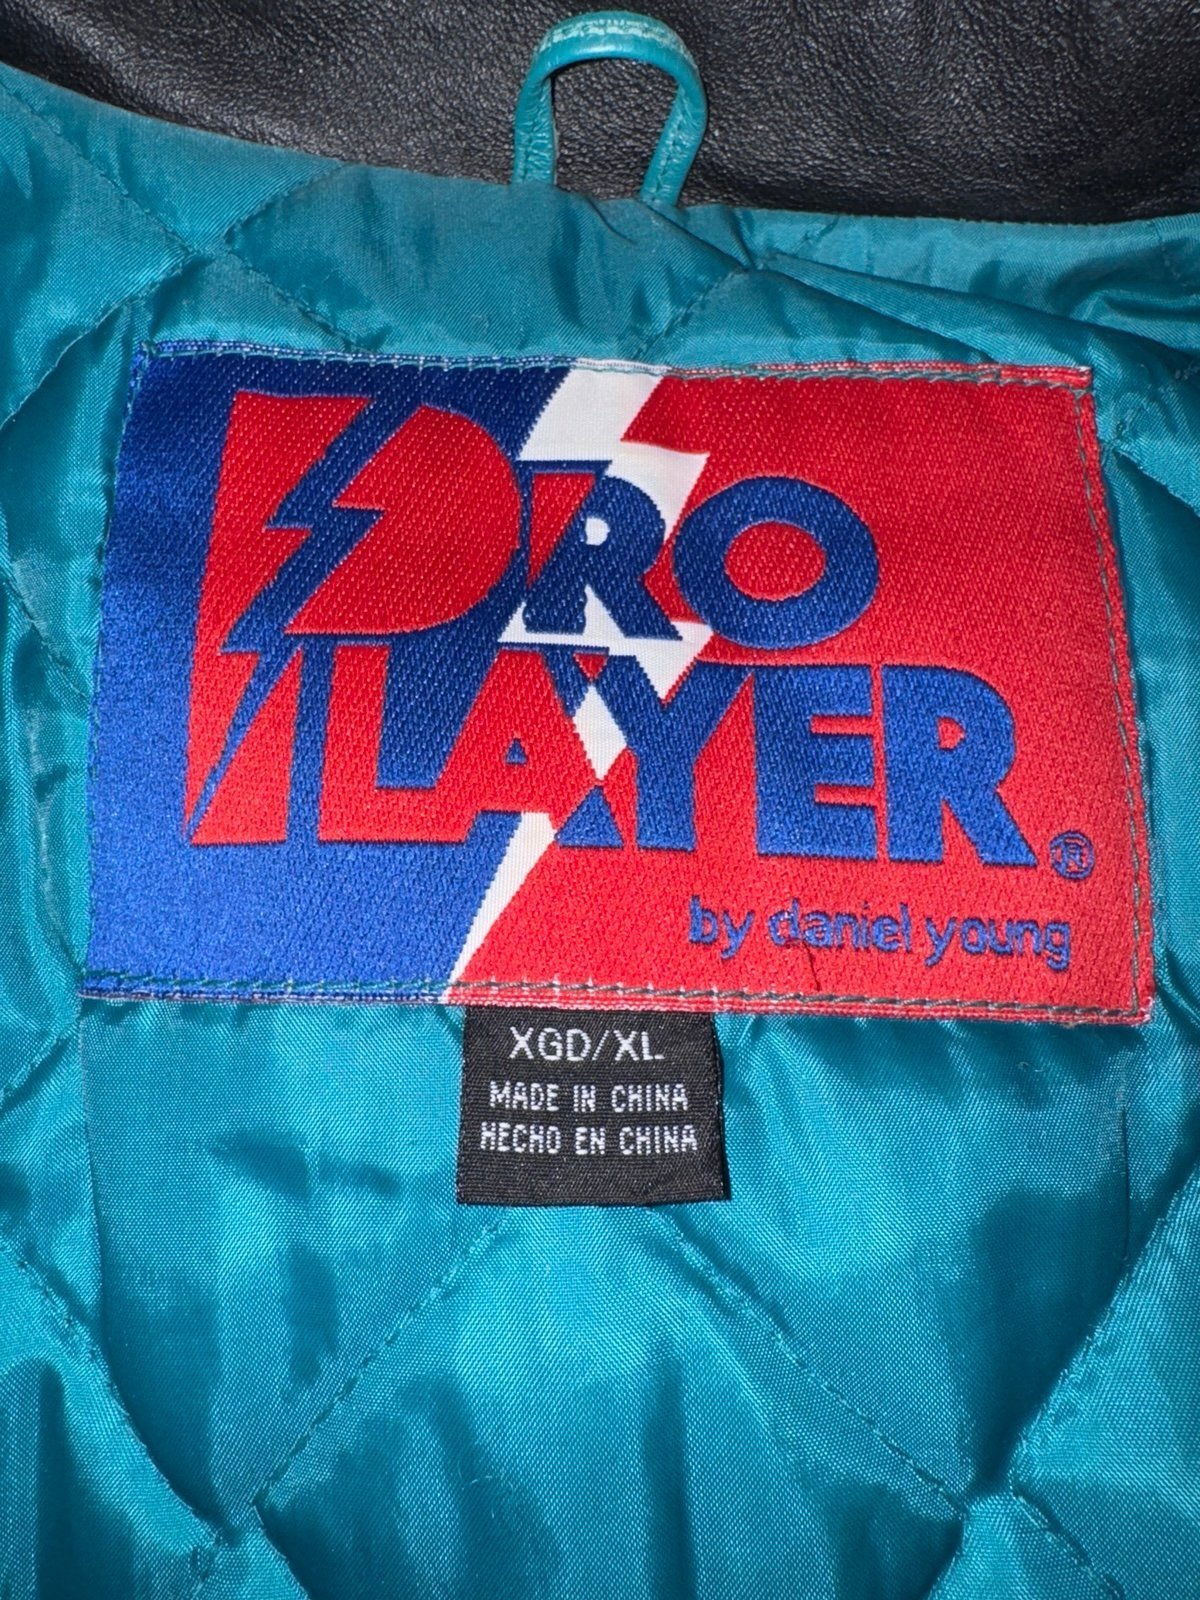 PRO
PLAYER®
by daniel young
XGD/XL
MADE IN CHINA
HECHO EN CHINA